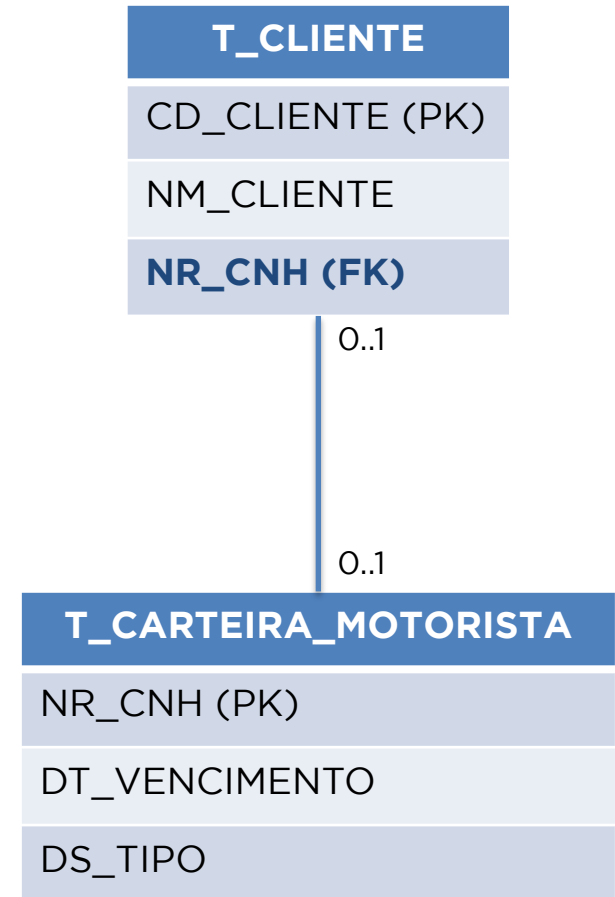 T_CLIENTE
CD_CLIENTE (PK)
NM_CLIENTE
NR_CNH (FK)
0..1
0..1
T_CARTEIRA_MOTORISTA
NR_CNH (PK)
DT_VENCIMENTO
DS_TIPO